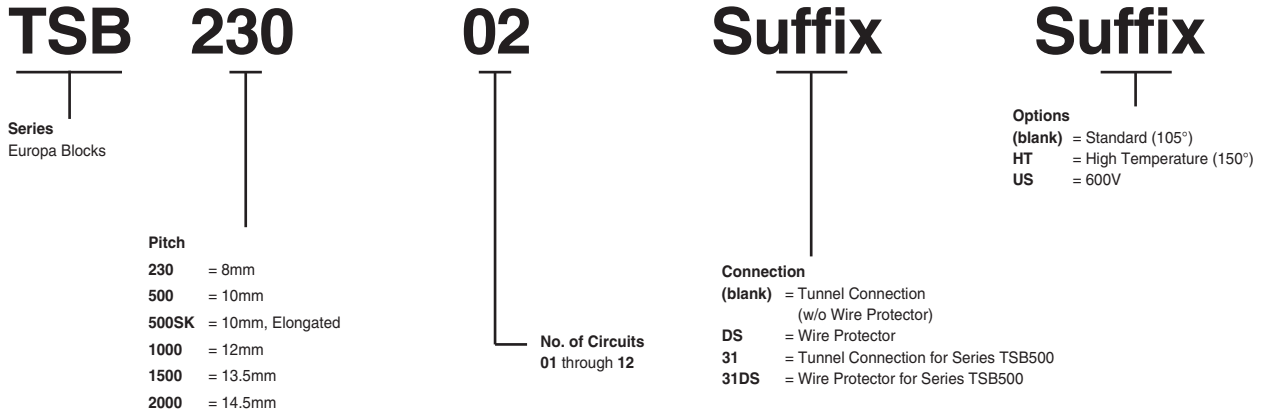 TSB 230 02 Suffix Suffix
Series
Europa Blocks
Pitch
230 = 8mm
500 = 10mm
500SK = 10mm, Elongated
1000 = 12mm
1500 = 13.5mm
2000 = 14.5mm
No. of Circuits
01 through 12
Connection
(blank) = Tunnel Connection
(w/o Wire Protector)
DS = Wire Protector
31 = Tunnel Connection for Series TSB500
31DS = Wire Protector for Series TSB500
Options
(blank) = Standard (105°)
HT = High Temperature (150°)
US = 600V